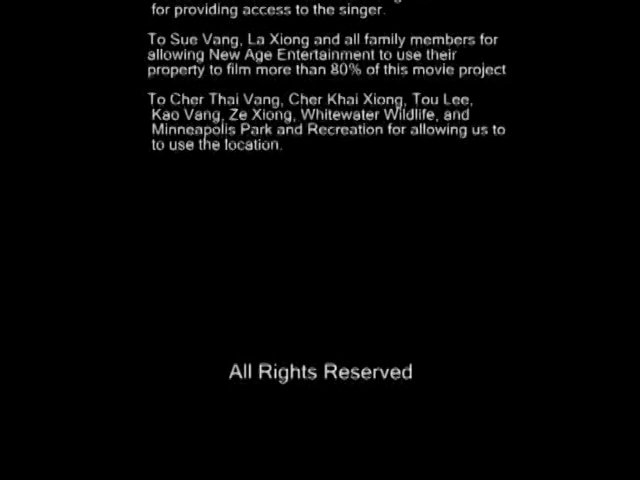 for providing access to the singer.
To Sue Vang, La Xiong and all family members for
allowing New Age Entertainment to use their
property to film more than 80% of this movie project
To Cher Thai Vang, Cher Khai Xiong, Tou Lee,
Kao Vang, Ze Xiong, Whitewater Wildlife, and
Minneapolis Park and Recreation for allowing us to
to use the location.
All Rights Reserved